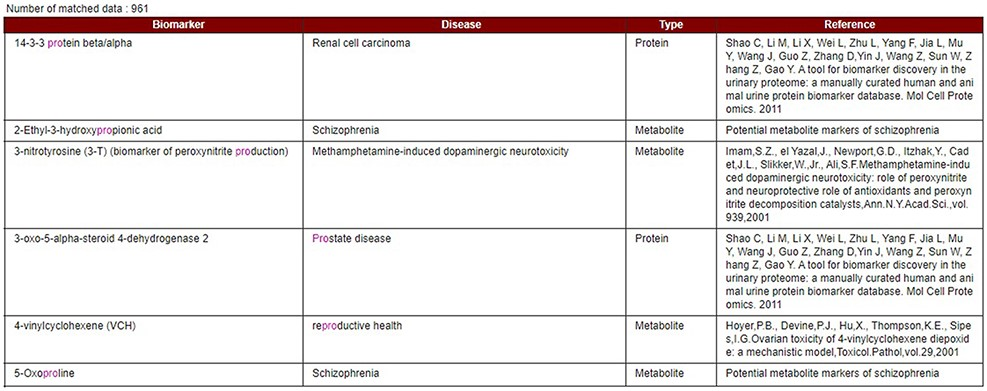 Number of matched data : 961
Biomarker Disease Type Reference
14-3-3 protein beta/alpha Renal cell carcinoma Protein Shao C, Li M, Li X, Wei L, Zhu L, Yang F, Jia L, Mu
Y, Wang J, Guo Z, Zhang D,Yin J, Wang Z, Sun W, Z
hang Z, Gao Y. A tool for biomarker discovery in the
urinary proteome: a manually curated human and ani
mal urine protein biomarker database. Mol Cell Prote
omics. 2011
2-Ethyl-3-hydroxypropionic acid Schizophrenia Metabolite Potential metabolite markers of schizophrenia
3-nitrotyrosine (3-T) (biomarker of peroxynitrite production) Methamphetamine-induced dopaminergic neurotoxicity Metabolite Imam,S.Z., el Yazal,J., Newport,G.D., Itzhak,Y., Cad
et,J.L., Slikker,W.,Jr., Ali,S.F.Methamphetamine-indu
ced dopaminergic neurotoxicity: role of peroxynitrite
and neuroprotective role of antioxidants and peroxyn
itrite decomposition catalysts,Ann.N.Y.Acad.Sci.,vol.
939,2001
3-oxo-5-alpha-steroid 4-dehydrogenase 2 Prostate disease Protein Shao C, Li M, Li X, Wei L, Zhu L, Yang F, Jia L, Mu
Y, Wang J, Guo Z, Zhang D,Yin J, Wang Z, Sun W, Z
hang Z, Gao Y. A tool for biomarker discovery in the
urinary proteome: a manually curated human and ani
mal urine protein biomarker database. Mol Cell Prote
omics. 2011
4-vinylcyclohexene (VCH) reproductive health Metabolite Hoyer,P.B., Devine,P.J., Hu,X., Thompson,K.E., Sipe
s,I.G.Ovarian toxicity of 4-vinylcyclohexene diepoxid
e: a mechanistic model,Toxicol.Pathol,vol.29,2001
5-Oxoproline Schizophrenia Metabolite Potential metabolite markers of schizophrenia